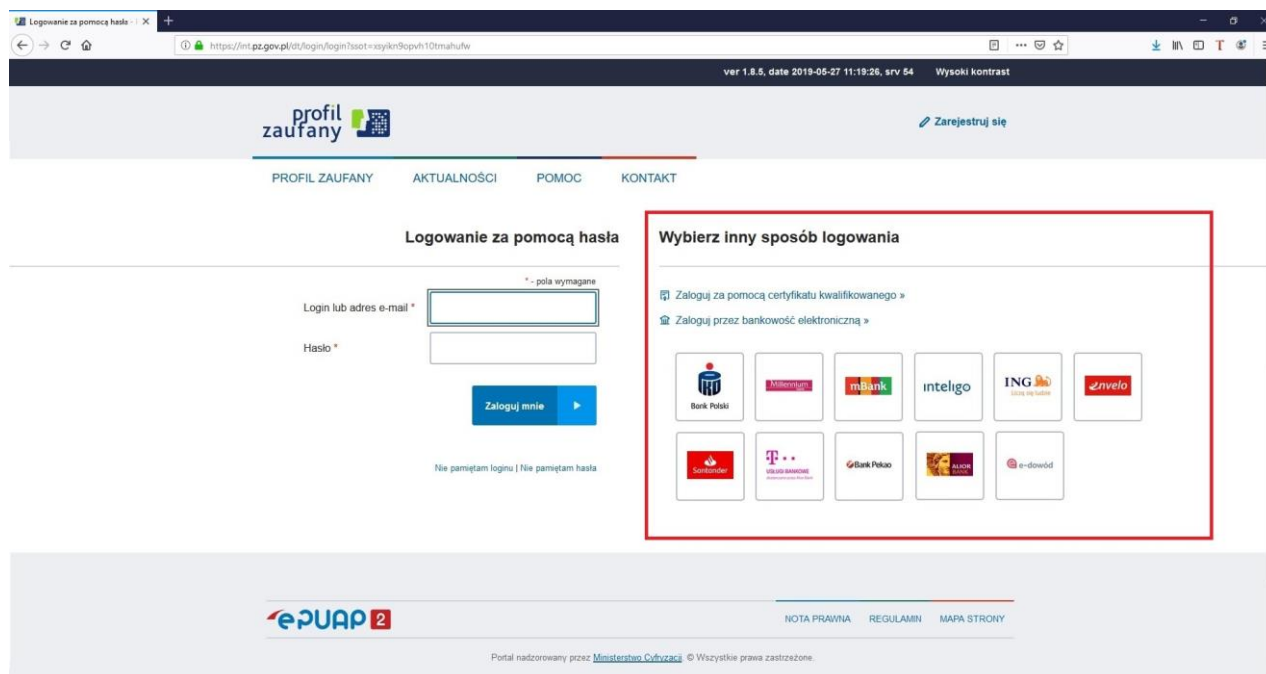 Logowanie za pomocą hasła -
https://int.pz.gov.pl/dt/login/login?ssot=xsyikn9opvh10tmahufw
ver 1.8.5, date 2019-05-27 11:19:26, srv 54 Wysoki kontrast
profil
zaufany
Zarejestruj się
PROFIL ZAUFANY AKTUALNOŚCI POMOC KONTAKT
Logowanie za pomocą hasła
* - pola wymagane
Login lub adres e-mail *
Hasło *
Zaloguj mnie
Nie pamiętam loginu | Nie pamiętam hasła
Wybierz inny sposób logowania
Zaloguj za pomocą certyfikatu kwalifikowanego »
Zaloguj przez bankowość elektroniczną »
Bank Polski
Millennium
mBank
inteligo
ING
envelo
Santander
T
USŁUGI BANKOWE
Bank Pekao
ALIOR
BANK
e-dowód
epuap 2
NOTA PRAWNA REGULAMIN MAPA STRONY
Portal nadzorowany przez Ministerstwo Cyfryzacji. © Wszystkie prawa zastrzeżone.